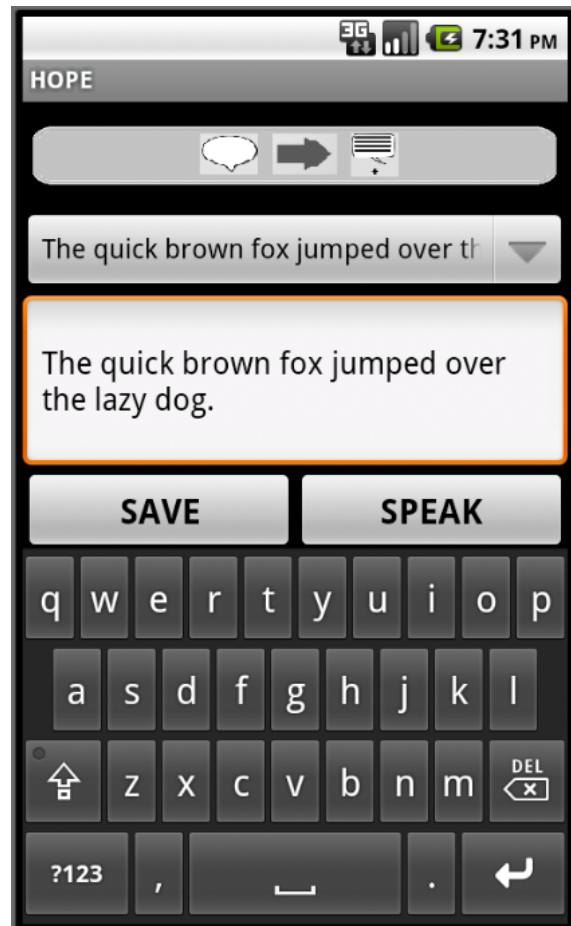 3G 7:31 PM
HOPE
The quick brown fox jumped over th
The quick brown fox jumped over
the lazy dog.
SAVE SPEAK
q w e r t y u i o p
a s d f g h j k l
z x c v b n m DEL
?123 , .